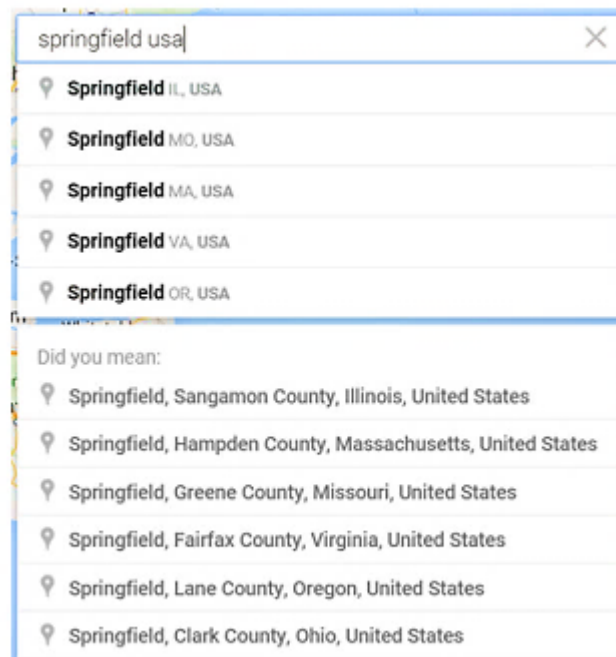 springfield usa
Springfield IL, USA
Springfield MO, USA
Springfield MA, USA
Springfield VA, USA
Springfield OR, USA
Did you mean:
Springfield, Sangamon County, Illinois, United States
Springfield, Hampden County, Massachusetts, United States
Springfield, Greene County, Missouri, United States
Springfield, Fairfax County, Virginia, United States
Springfield, Lane County, Oregon, United States
Springfield, Clark County, Ohio, United States